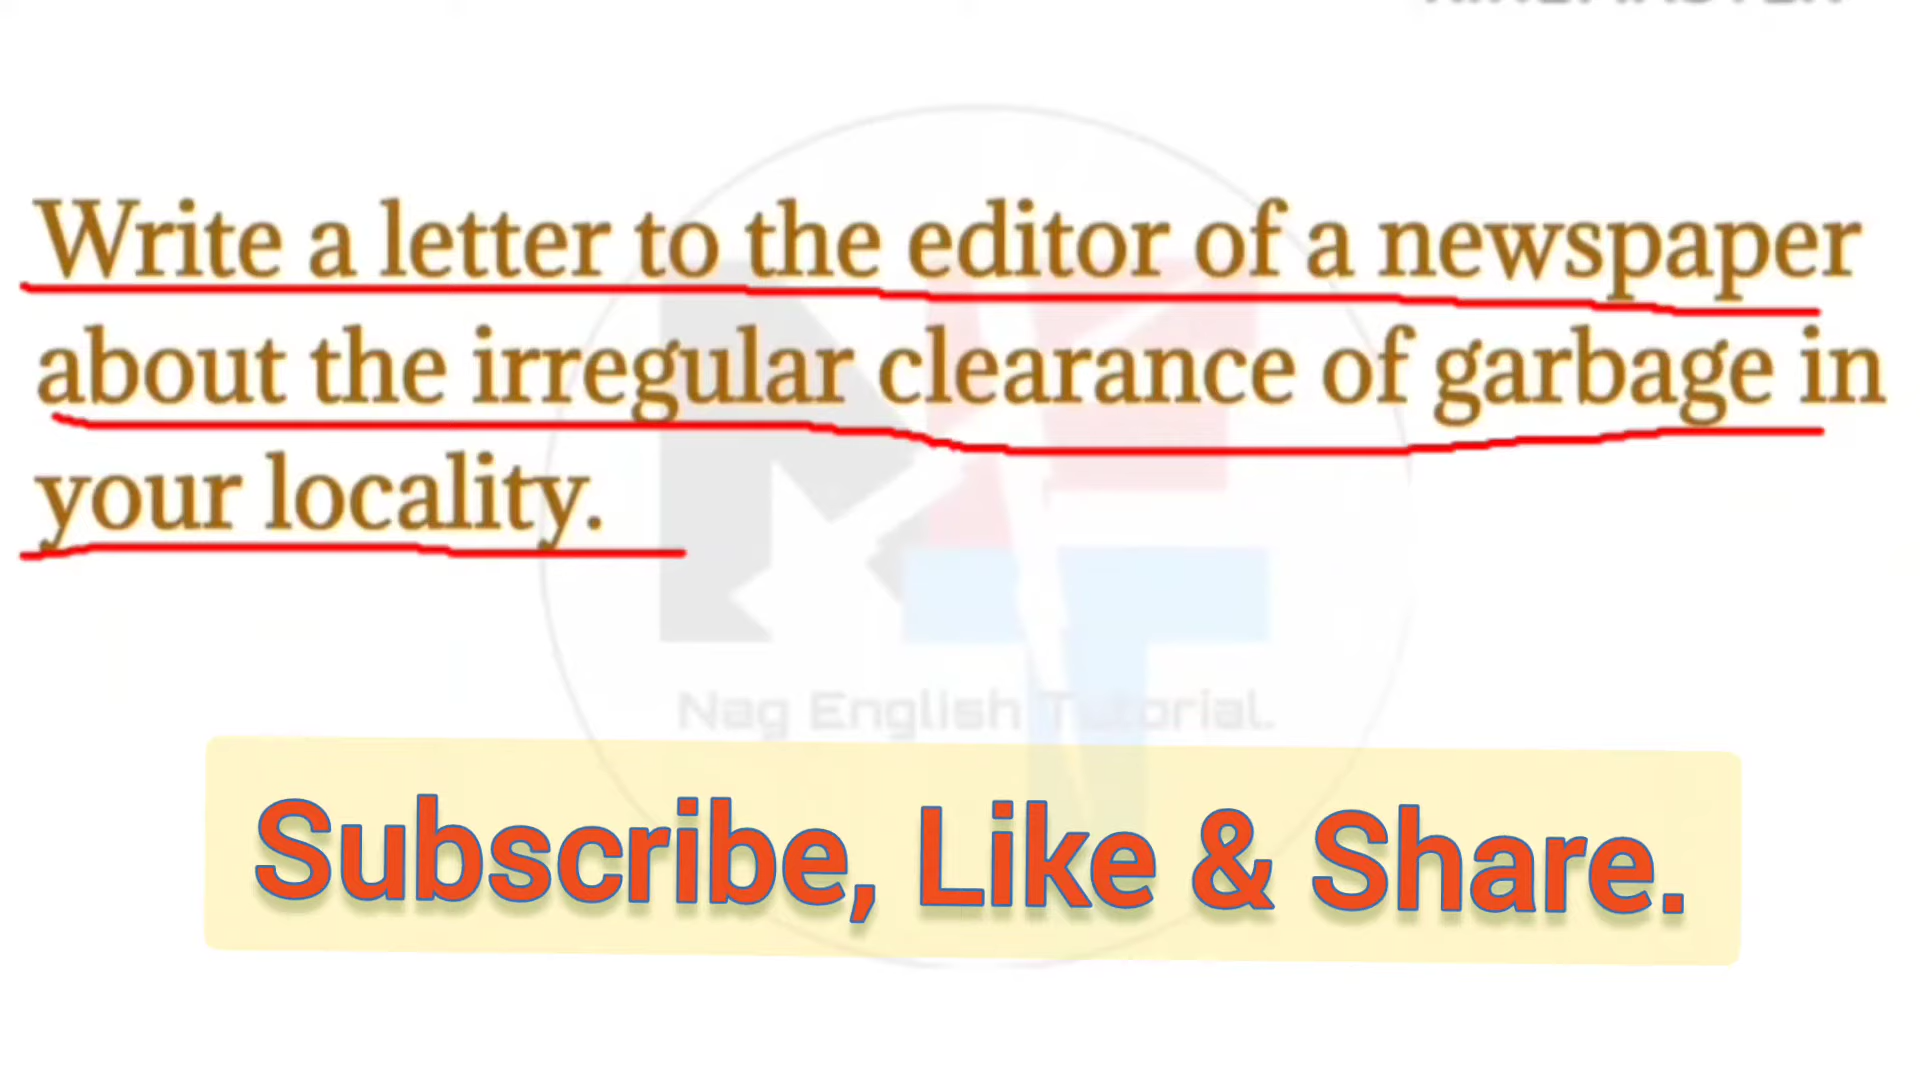 Write a letter to the editor of a newspaper
about the irregular clearance of garbage in
your locality.
Nag English Tutorial.
Subscribe, Like & Share.